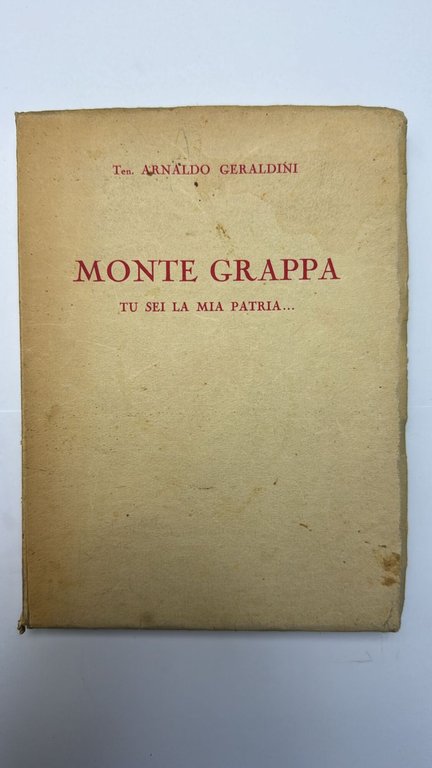 Ten. ARNALDO GERALDINI
MONTE GRAPPA
TU SEI LA MIA PATRIA...